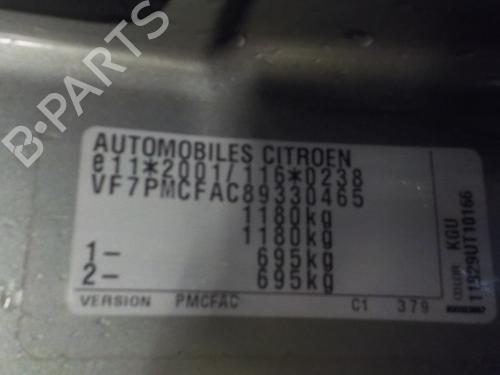 B-PARTS
AUTOMOBILES CITROEN
e11*2001/116*0238
VF7PMCFAC89330465
1180kg
1180kg
1- 695kg
2- 695kg
VERSION PMCFAC C1 379
COLOR KGU
11529UT10166